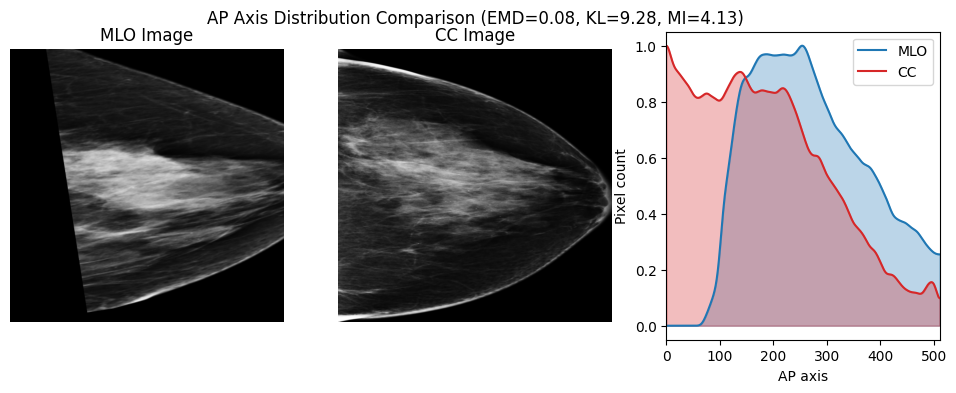 AP Axis Distribution Comparison (EMD=0.08, KL=9.28, MI=4.13)
MLO Image
CC Image
MLO
CC
Pixel count
1.0
0.8
0.6
0.4
0.2
0.0
0 100 200 300 400 500
AP axis